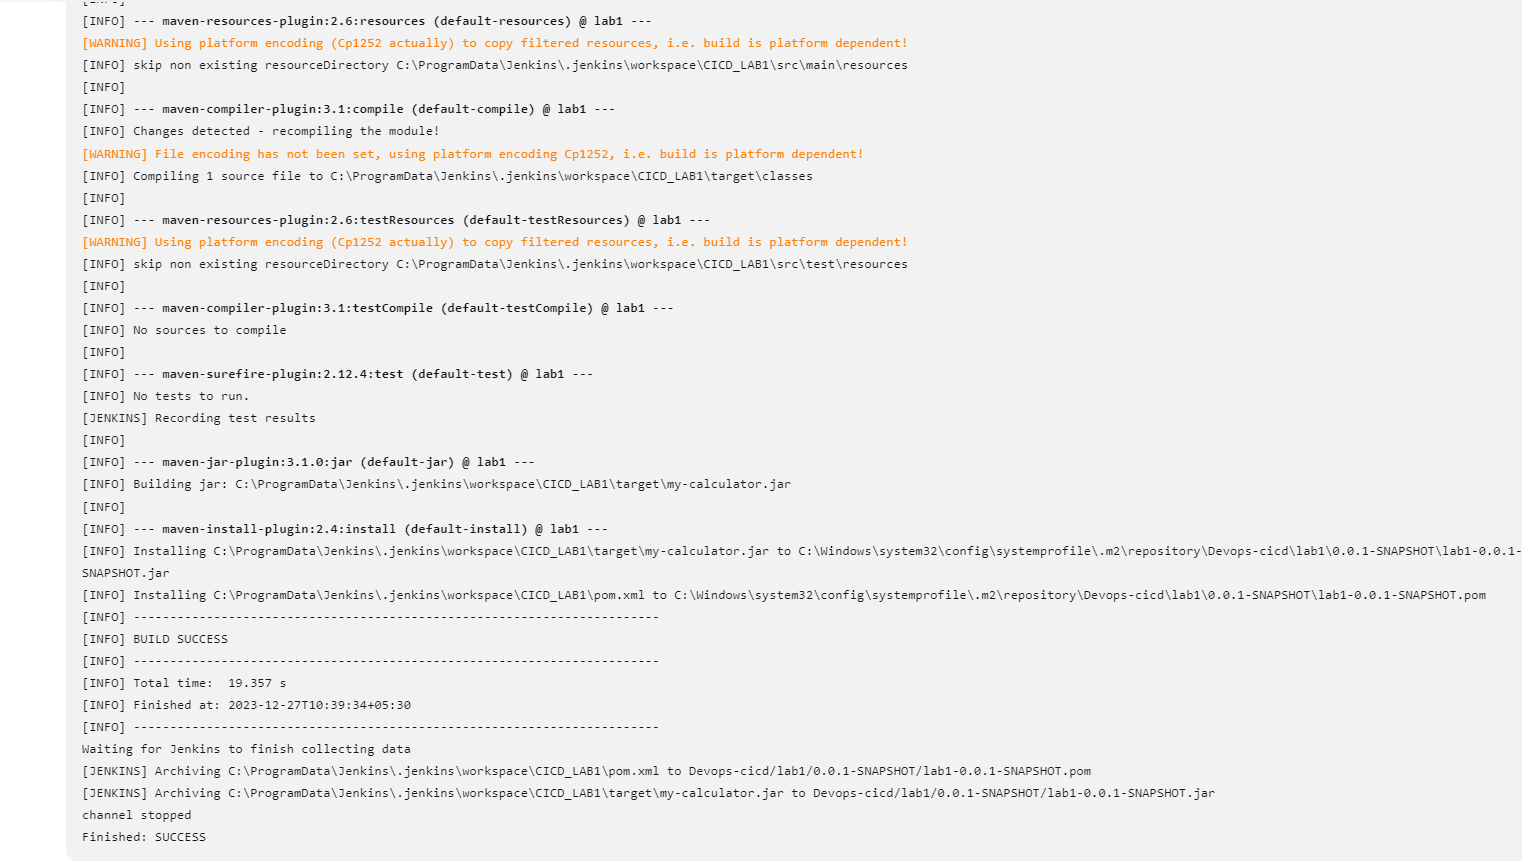 [INFO]
[INFO] --- maven-resources-plugin:2.6:resources (default-resources) @ lab1 ---
[WARNING] Using platform encoding (Cp1252 actually) to copy filtered resources, i.e. build is platform dependent!
[INFO] skip non existing resourceDirectory C:\ProgramData\Jenkins\.jenkins\workspace\CICD_LAB1\src\main\resources
[INFO]
[INFO] --- maven-compiler-plugin:3.1:compile (default-compile) @ lab1 ---
[INFO] Changes detected - recompiling the module!
[WARNING] File encoding has not been set, using platform encoding Cp1252, i.e. build is platform dependent!
[INFO] Compiling 1 source file to C:\ProgramData\Jenkins\.jenkins\workspace\CICD_LAB1\target\classes
[INFO]
[INFO] --- maven-resources-plugin:2.6:testResources (default-testResources) @ lab1 ---
[WARNING] Using platform encoding (Cp1252 actually) to copy filtered resources, i.e. build is platform dependent!
[INFO] skip non existing resourceDirectory C:\ProgramData\Jenkins\.jenkins\workspace\CICD_LAB1\src\test\resources
[INFO]
[INFO] --- maven-compiler-plugin:3.1:testCompile (default-testCompile) @ lab1 ---
[INFO] No sources to compile
[INFO]
[INFO] --- maven-surefire-plugin:2.12.4:test (default-test) @ lab1 ---
[INFO] No tests to run.
[JENKINS] Recording test results
[INFO]
[INFO] --- maven-jar-plugin:3.1.0:jar (default-jar) @ lab1 ---
[INFO] Building jar: C:\ProgramData\Jenkins\.jenkins\workspace\CICD_LAB1\target\my-calculator.jar
[INFO]
[INFO] --- maven-install-plugin:2.4:install (default-install) @ lab1 ---
[INFO] Installing C:\ProgramData\Jenkins\.jenkins\workspace\CICD_LAB1\target\my-calculator.jar to C:\Windows\system32\config\systemprofile\.m2\repository\Devops-cicd\lab1\0.0.1-SNAPSHOT\lab1-0.0.1-
SNAPSHOT.jar
[INFO] Installing C:\ProgramData\Jenkins\.jenkins\workspace\CICD_LAB1\pom.xml to C:\Windows\system32\config\systemprofile\.m2\repository\Devops-cicd\lab1\0.0.1-SNAPSHOT\lab1-0.0.1-SNAPSHOT.pom
[INFO] ------------------------------------------------------------------------
[INFO] BUILD SUCCESS
[INFO] ------------------------------------------------------------------------
[INFO] Total time:  19.357 s
[INFO] Finished at: 2023-12-27T10:39:34+05:30
[INFO] ------------------------------------------------------------------------
Waiting for Jenkins to finish collecting data
[JENKINS] Archiving C:\ProgramData\Jenkins\.jenkins\workspace\CICD_LAB1\pom.xml to Devops-cicd/lab1/0.0.1-SNAPSHOT/lab1-0.0.1-SNAPSHOT.pom
[JENKINS] Archiving C:\ProgramData\Jenkins\.jenkins\workspace\CICD_LAB1\target\my-calculator.jar to Devops-cicd/lab1/0.0.1-SNAPSHOT/lab1-0.0.1-SNAPSHOT.jar
channel stopped
Finished: SUCCESS